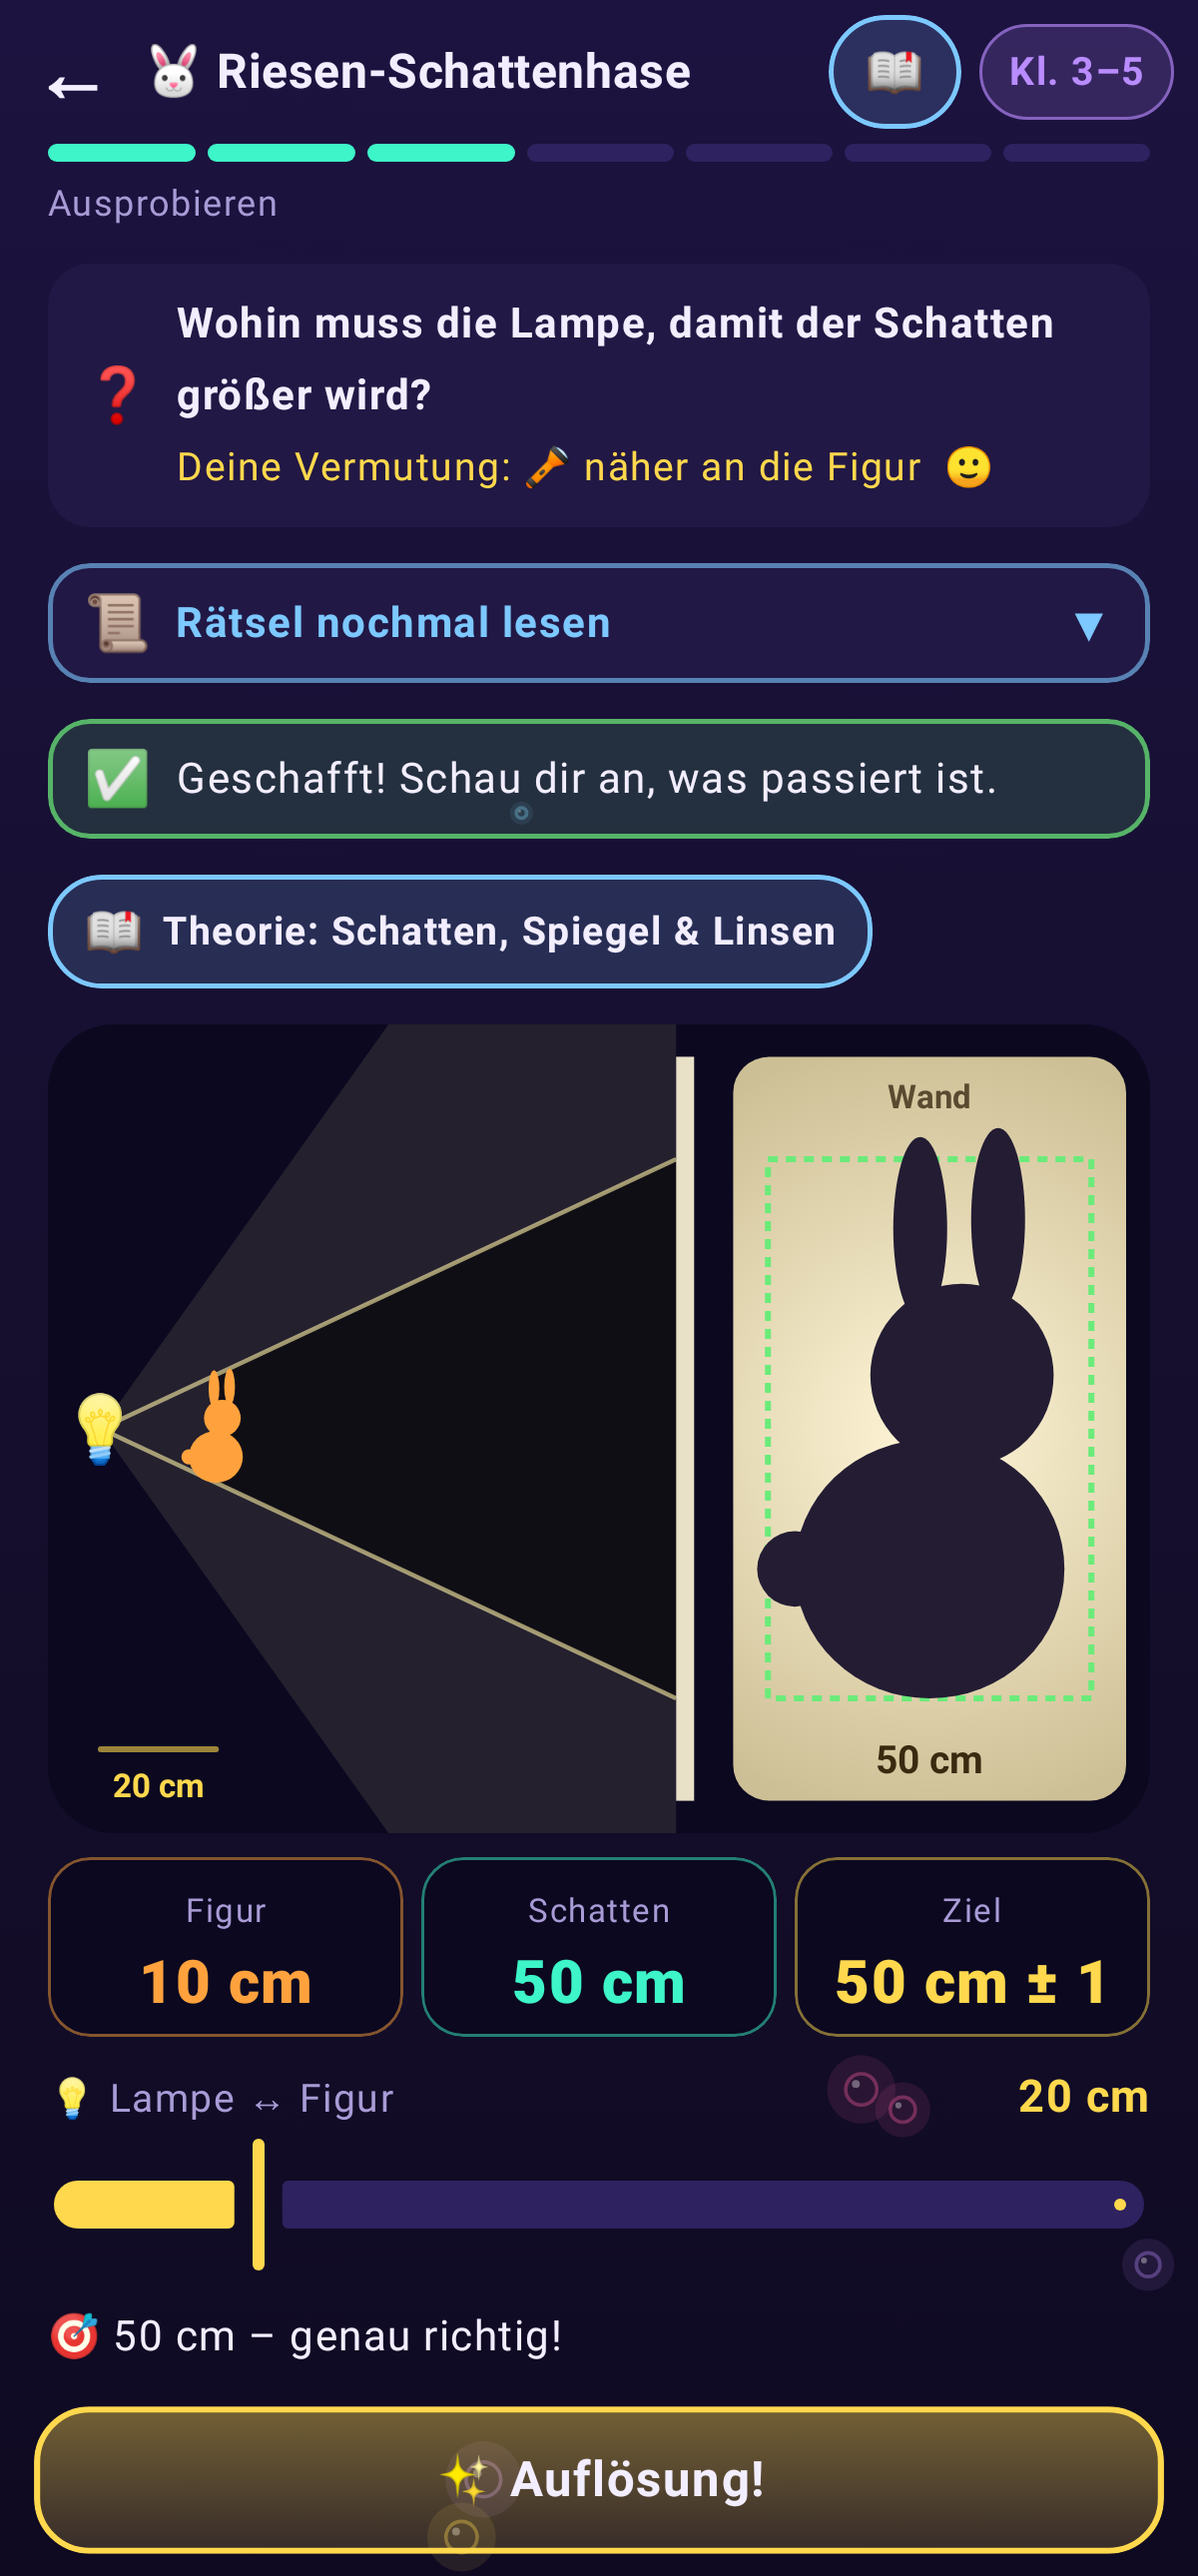 ← 🐰 Riesen-Schattenhase 📖 Kl. 3–5
Ausprobieren
❓ Wohin muss die Lampe, damit der Schatten
größer wird?
Deine Vermutung: 🔦 näher an die Figur 🙂
📜 Rätsel nochmal lesen ▼
✅ Geschafft! Schau dir an, was passiert ist.
📖 Theorie: Schatten, Spiegel & Linsen
Wand
50 cm
20 cm
Figur
10 cm
Schatten
50 cm
Ziel
50 cm ± 1
💡 Lampe ↔ Figur 20 cm
🎯 50 cm – genau richtig!
✨ Auflösung!